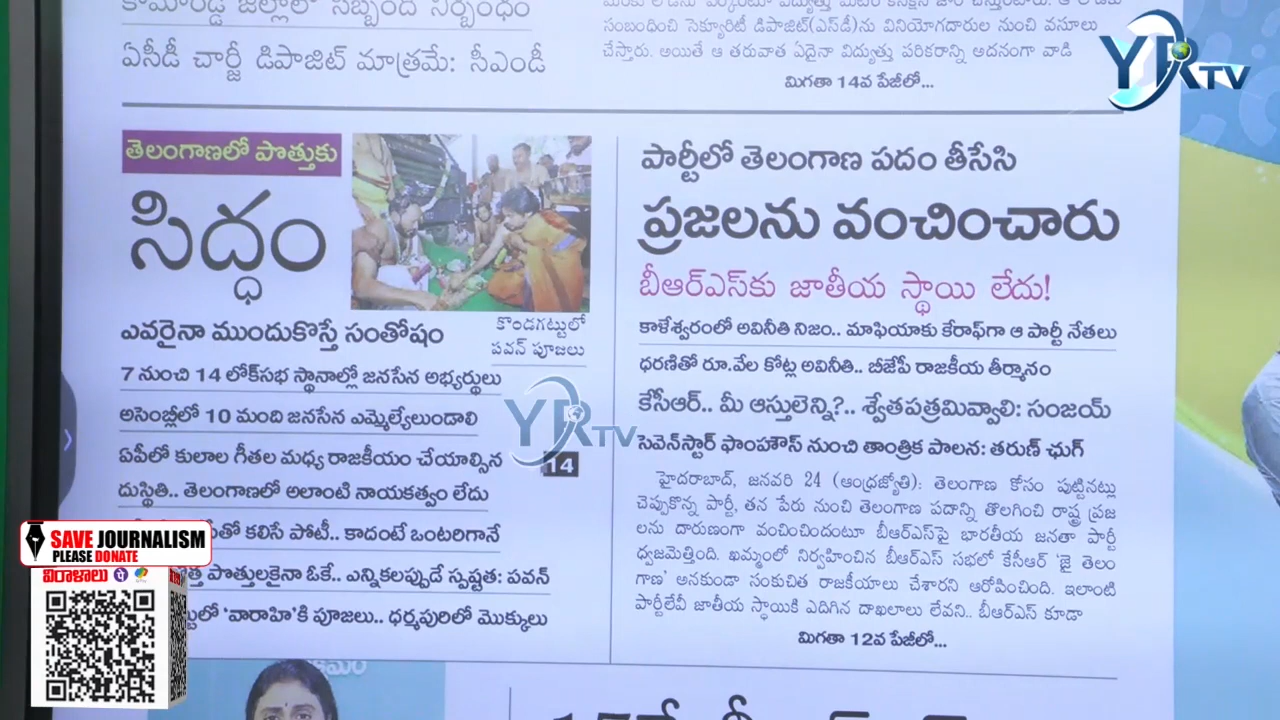 కామారెడ్డి జిల్లాలో సిబ్బంది నిర్బంధం
ఏసీడీ చార్జీ డిపాజిట్ మాత్రమే: సీఎండీ
సంబంధించి సెక్యూరిటీ డిపాజిట్(ఎస్‌డీ)ను వినియోగదారుల నుంచి వసూలు
చేస్తారు. అయితే ఆ తరువాత ఏదైనా విద్యుత్తు పరికరాన్ని అదనంగా వాడి
మిగతా 14వ పేజీలో...
YR TV
తెలంగాణలో పొత్తుకు
సిద్ధం
ఎవరైనా ముందుకొస్తే సంతోషం
కొండగట్టులో
పవన్ పూజలు
7 నుంచి 14 లోక్‌సభ స్థానాల్లో జనసేన అభ్యర్థులు
అసెంబ్లీలో 10 మంది జనసేన ఎమ్మెల్యేలుండాలి
ఏపీలో కులాల గీతల మధ్య రాజకీయం చేయాల్సిన
దుస్థితి.. తెలంగాణలో అలాంటి నాయకత్వం లేదు
తో కలిసే పోటీ.. కాదంటే ఒంటరిగానే
త్త పొత్తులకైనా ఓకే.. ఎన్నికలప్పుడే స్పష్టత: పవన్
ట్టులో ‘వారాహి’కి పూజలు.. ధర్మపురిలో మొక్కులు
14
YR TV
పార్టీలో తెలంగాణ పదం తీసేసి
ప్రజలను వంచించారు
బీఆర్ఎస్‌కు జాతీయ స్థాయి లేదు!
కాళేశ్వరంలో అవినీతి నిజం.. మాఫియాకు కేరాఫ్‌గా ఆ పార్టీ నేతలు
ధరణితో రూ.వేల కోట్ల అవినీతి.. బీజేపీ రాజకీయ తీర్మానం
కేసీఆర్.. మీ ఆస్తులెన్ని?.. శ్వేతపత్రమివ్వాలి: సంజయ్
సెవెన్‌స్టార్ ఫాంహౌస్ నుంచి తాంత్రిక పాలన: తరుణ్ ఛుగ్
హైదరాబాద్, జనవరి 24 (ఆంధ్రజ్యోతి): తెలంగాణ కోసం పుట్టినట్లు
చెప్పుకొన్న పార్టీ, తన పేరు నుంచి తెలంగాణ పదాన్ని తొలగించి రాష్ట్ర ప్రజ
లను దారుణంగా వంచించిందంటూ బీఆర్ఎస్‌పై భారతీయ జనతా పార్టీ
ధ్వజమెత్తింది. ఖమ్మంలో నిర్వహించిన బీఆర్ఎస్ సభలో కేసీఆర్ ‘జై తెలం
గాణ’ అనకుండా సంకుచిత రాజకీయాలు చేశారని ఆరోపించింది. ఇలాంటి
పార్టీలేవీ జాతీయ స్థాయికి ఎదిగిన దాఖలాలు లేవని.. బీఆర్ఎస్ కూడా
మిగతా 12వ పేజీలో...
SAVE JOURNALISM
PLEASE DONATE
విరాళాలు